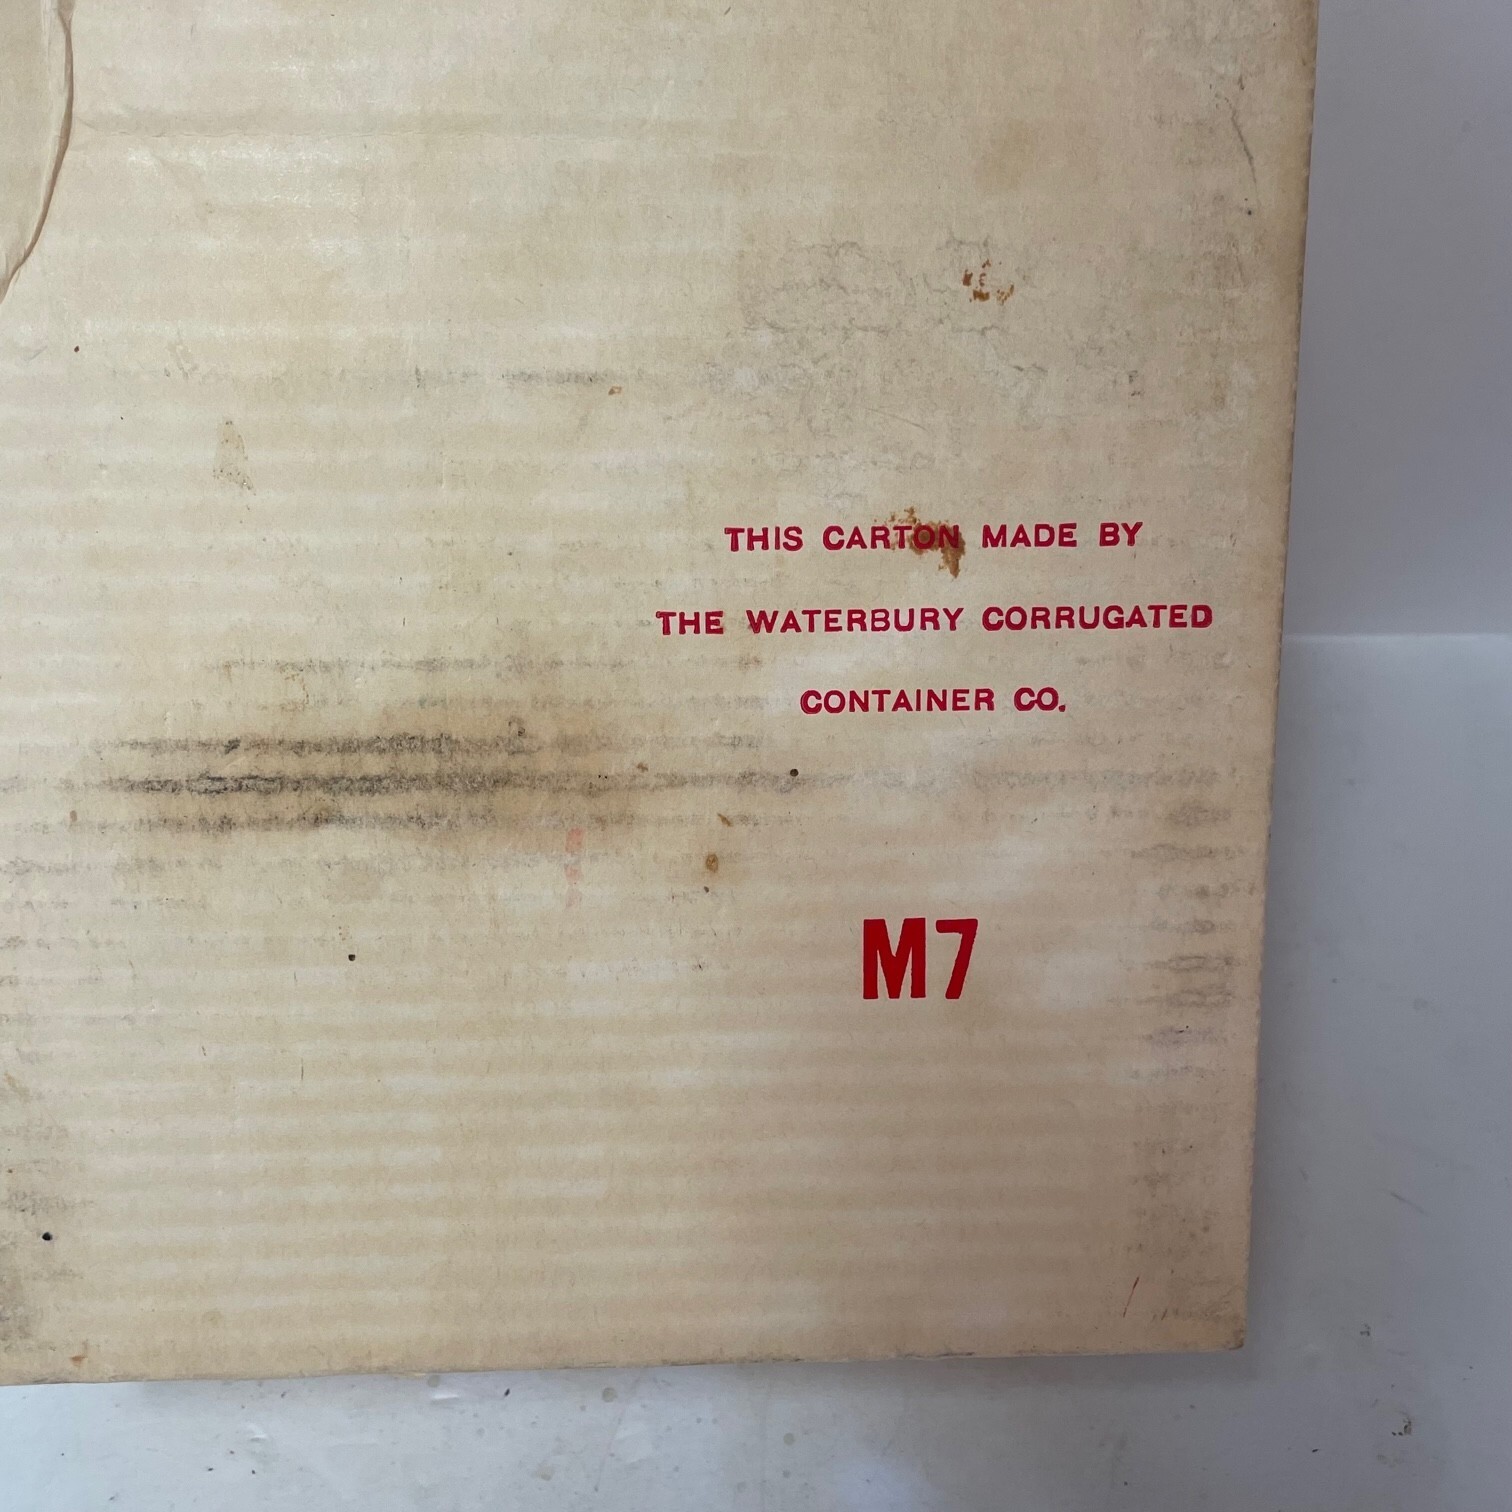 THIS CARTON MADE BY
THE WATERBURY CORRUGATED
CONTAINER CO.
M7